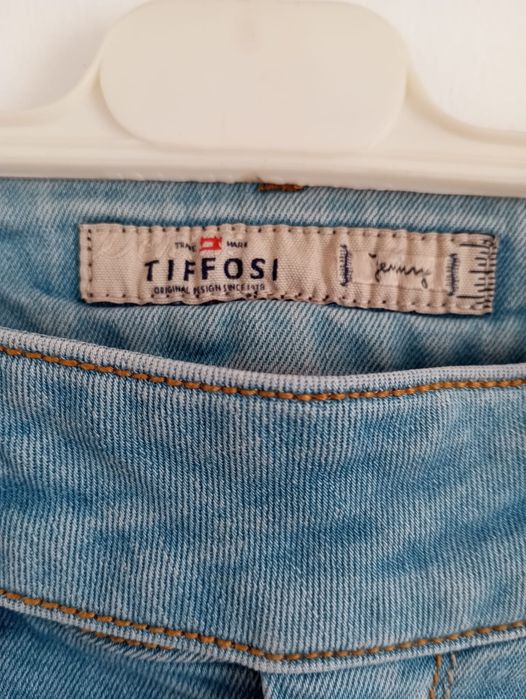 TRADE MARK
TIFFOSI
ORIGINAL DESIGN SINCE 1978
Jenny